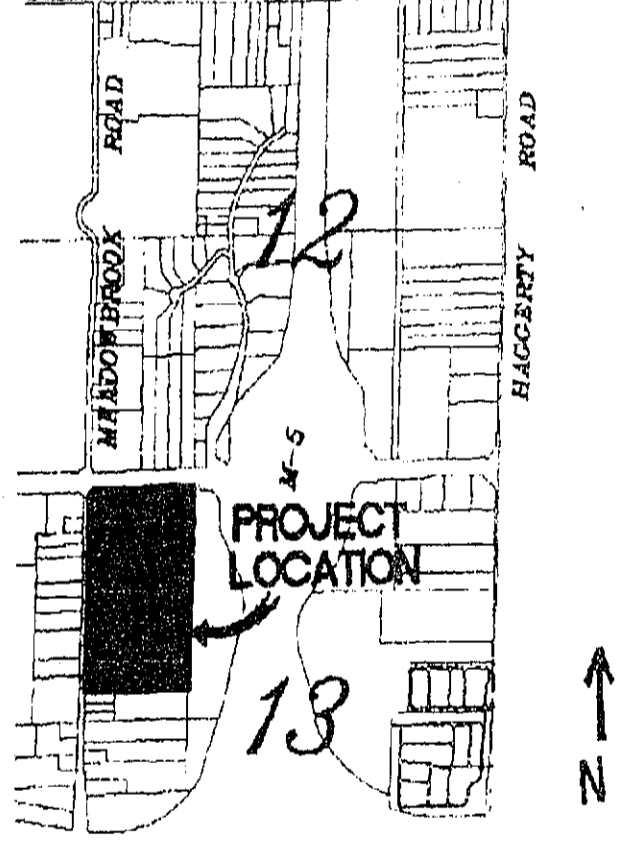 ROAD
ROAD
12
MEADOWBROOK
HAGGERTY
M-5
PROJECT
LOCATION
13
N